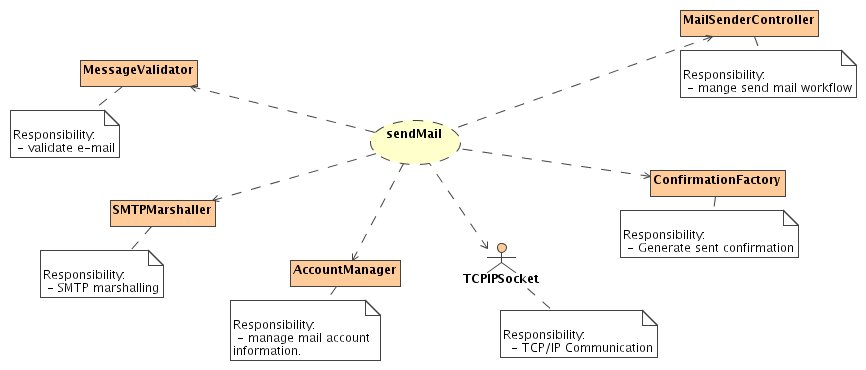 MailSenderController
Responsibility:
- mange send mail workflow
MessageValidator
Responsibility:
- validate e-mail
sendMail
ConfirmationFactory
Responsibility:
- Generate sent confirmation
SMTPMarshaller
Responsibility:
- SMTP marshalling
AccountManager
Responsibility:
- manage mail account
information.
TCPIPSocket
Responsibility:
- TCP/IP Communication